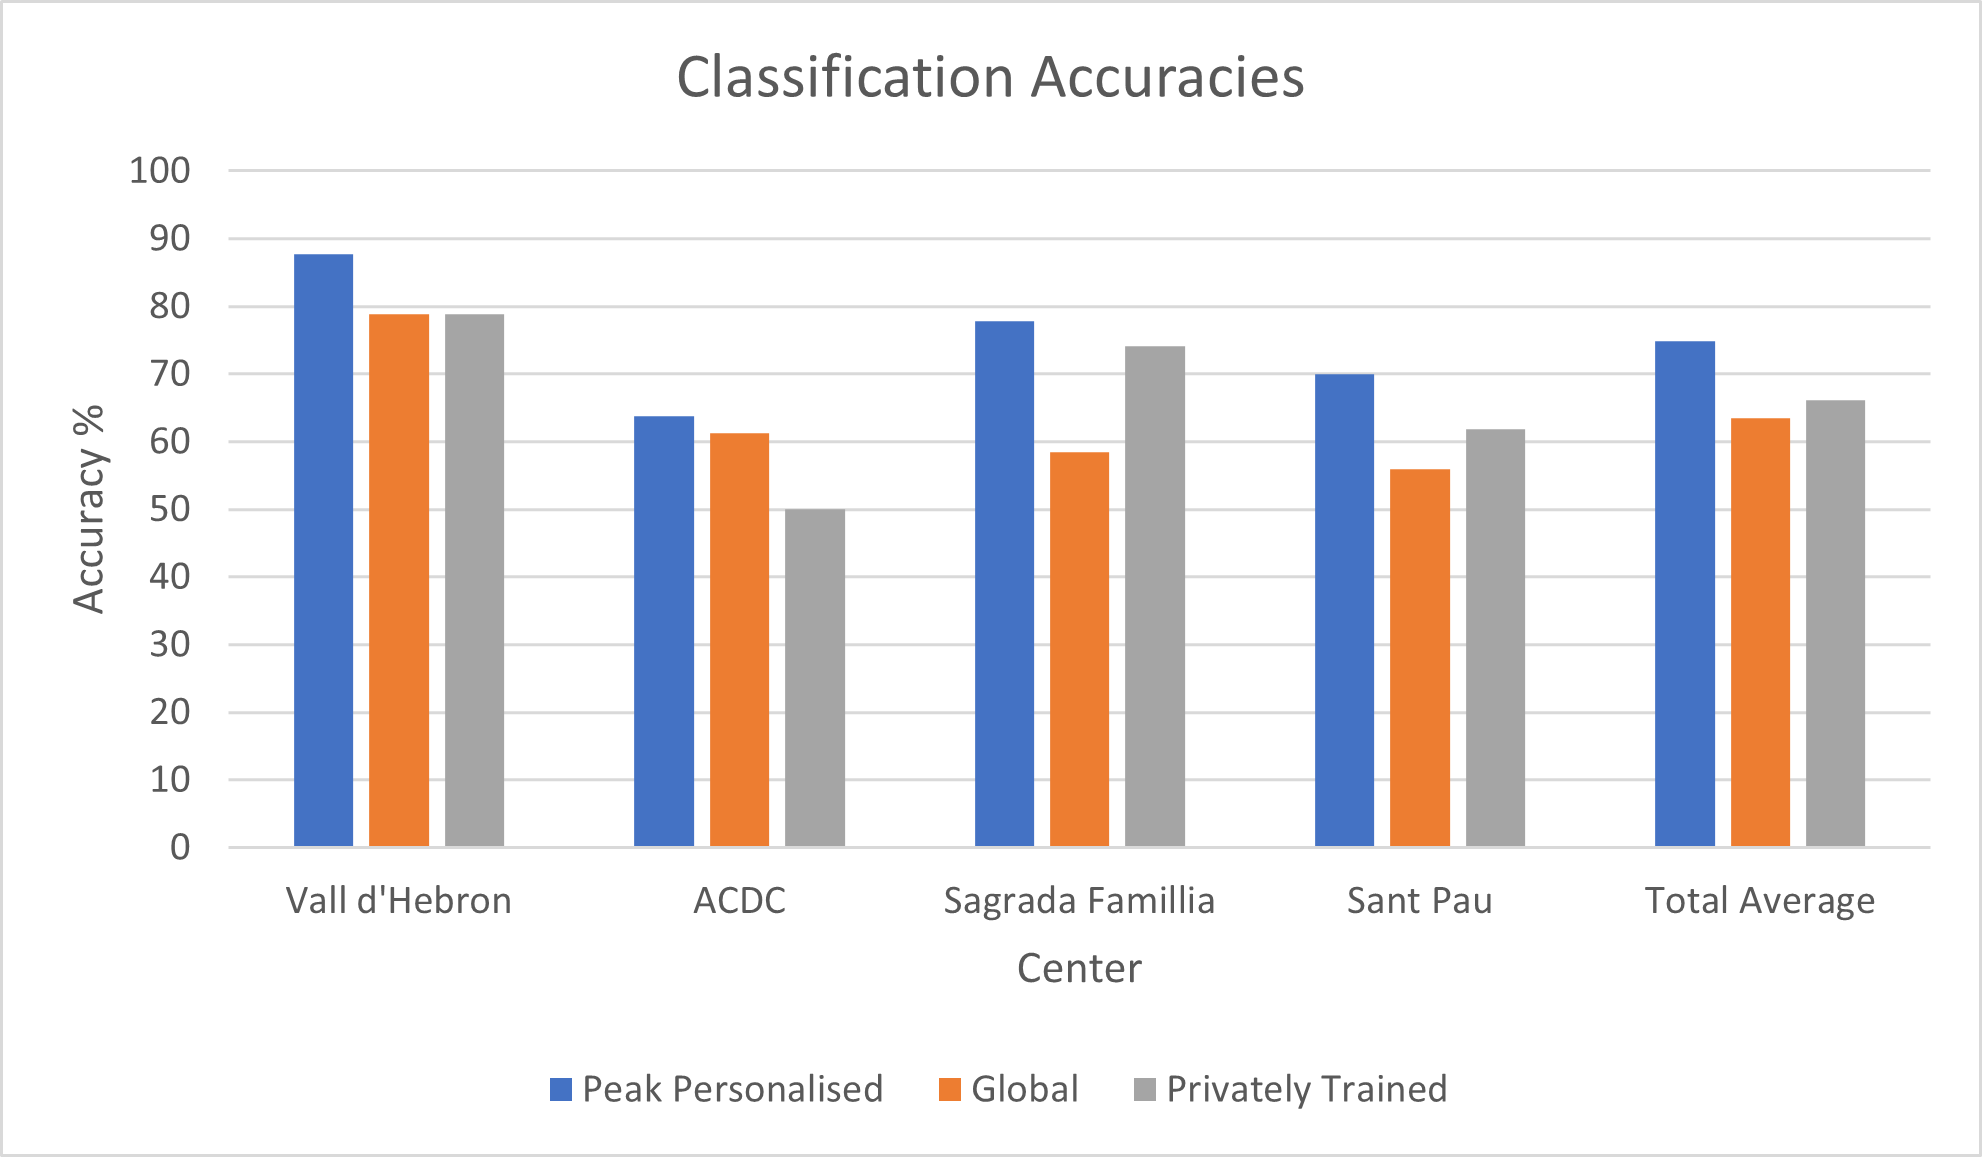 Classification Accuracies
100
90
80
70
60
50
40
30
20
10
0
Accuracy %
Vall d'Hebron ACDC Sagrada Famillia Sant Pau Total Average
Center
Peak Personalised Global Privately Trained